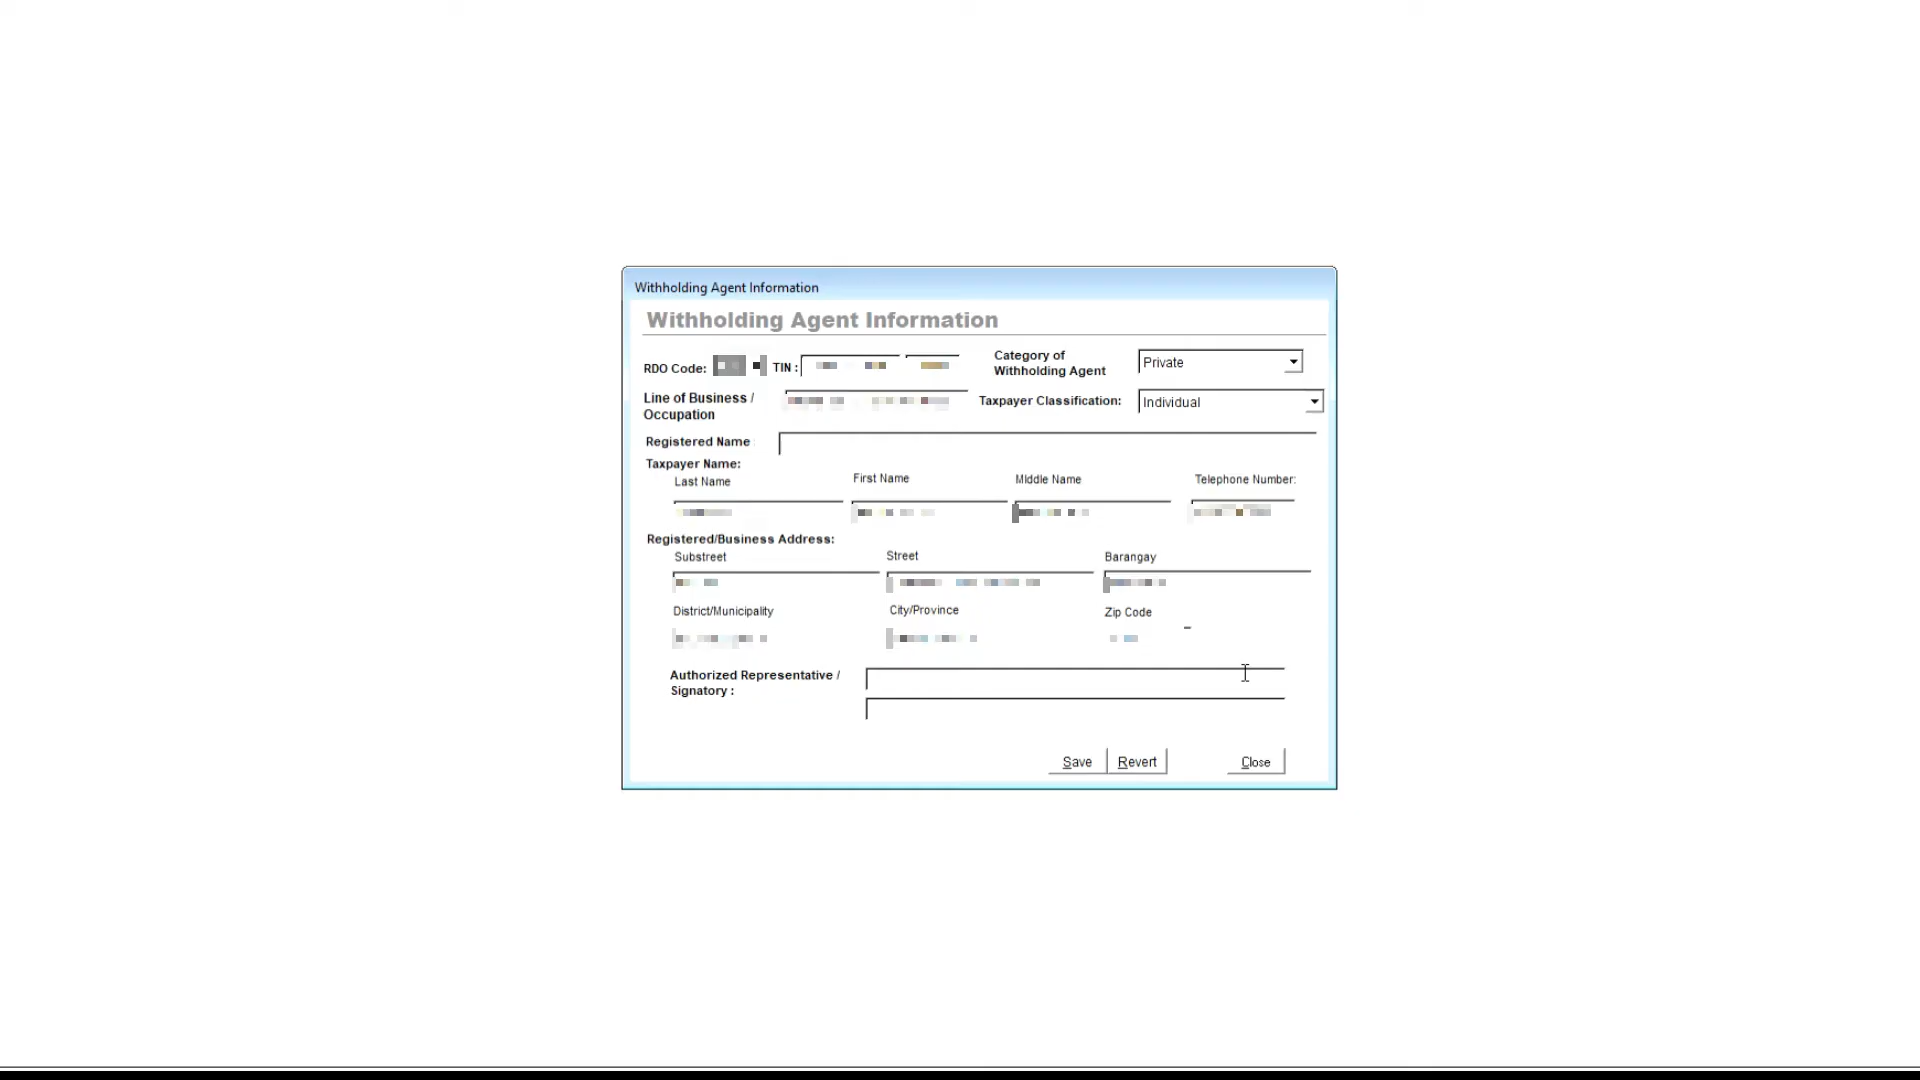 Withholding Agent Information
Withholding Agent Information
RDO Code: TIN : Category of Withholding Agent Private
Line of Business / Occupation Taxpayer Classification: Individual
Registered Name
Taxpayer Name:
Last Name First Name Middle Name Telephone Number:
Registered/Business Address:
Substreet Street Barangay
District/Municipality City/Province Zip Code
Authorized Representative /
Signatory :
Save Revert Close